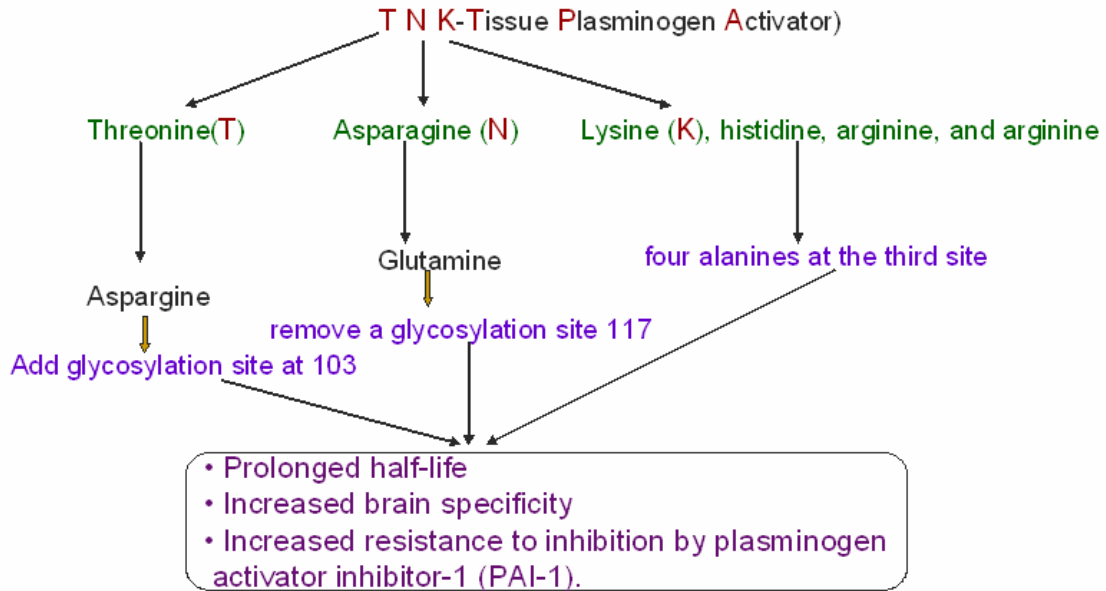 T N K-Tissue Plasminogen Activator)
Threonine(T)
Asparagine (N)
Lysine (K), histidine, arginine, and arginine
Glutamine
four alanines at the third site
Aspargine
remove a glycosylation site 117
Add glycosylation site at 103
• Prolonged half-life
• Increased brain specificity
• Increased resistance to inhibition by plasminogen
activator inhibitor-1 (PAI-1).